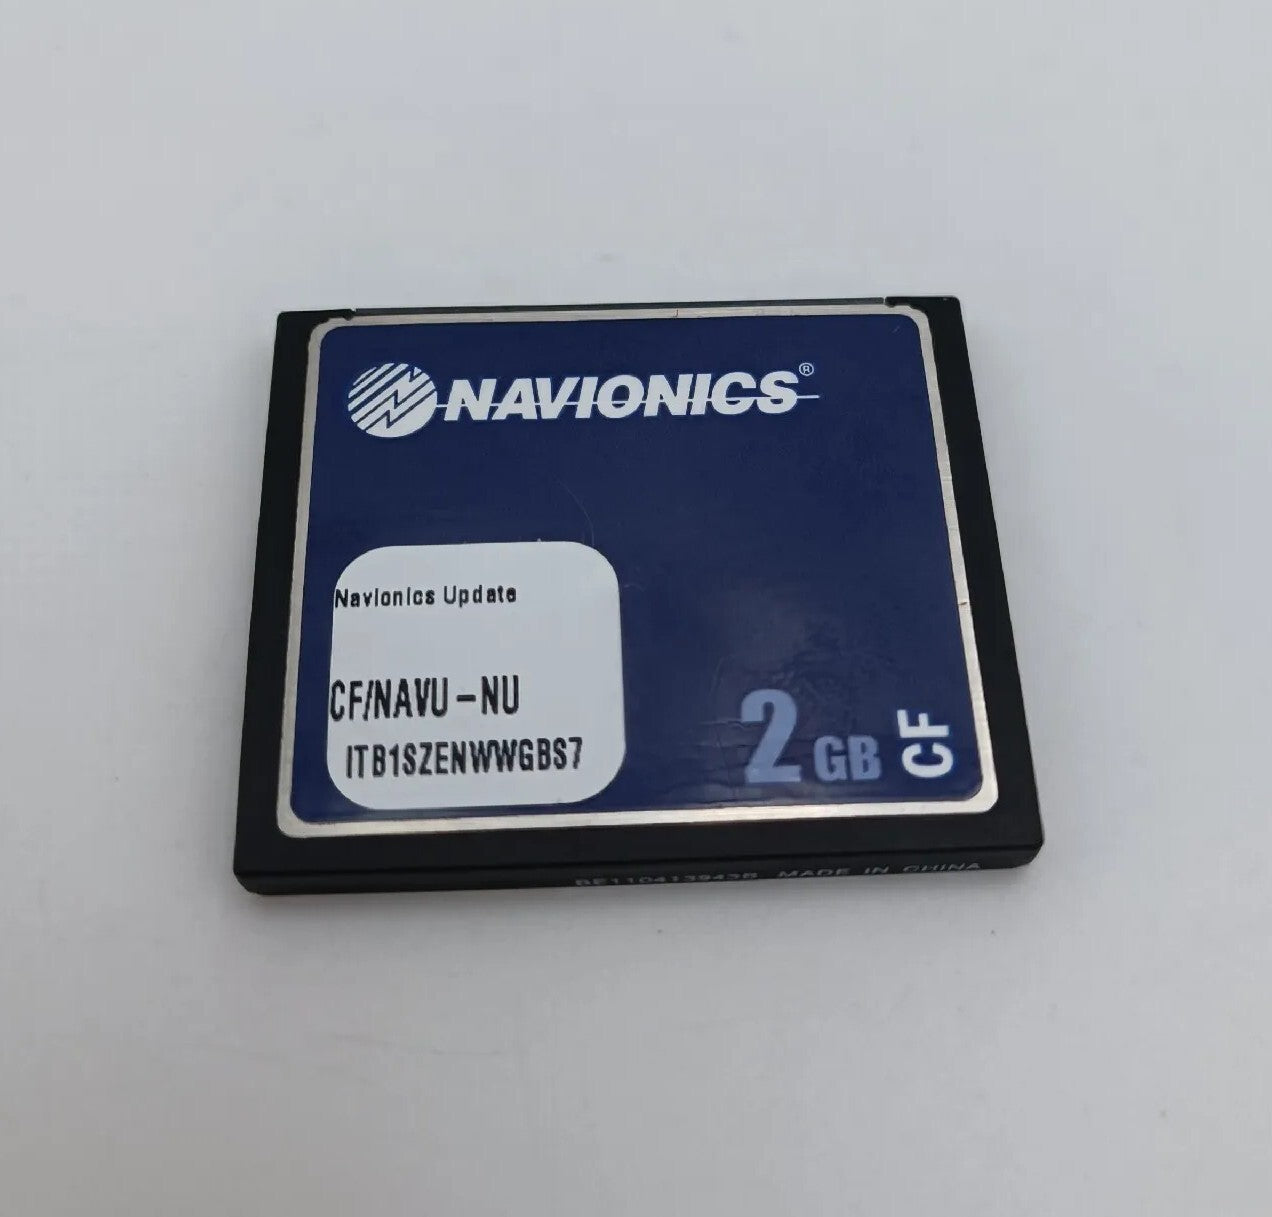 NAVIONICS®
Navionics Update
CF/NAVU-NU
ITB1SZENWWGBS7
2 GB CF
MADE IN CHINA